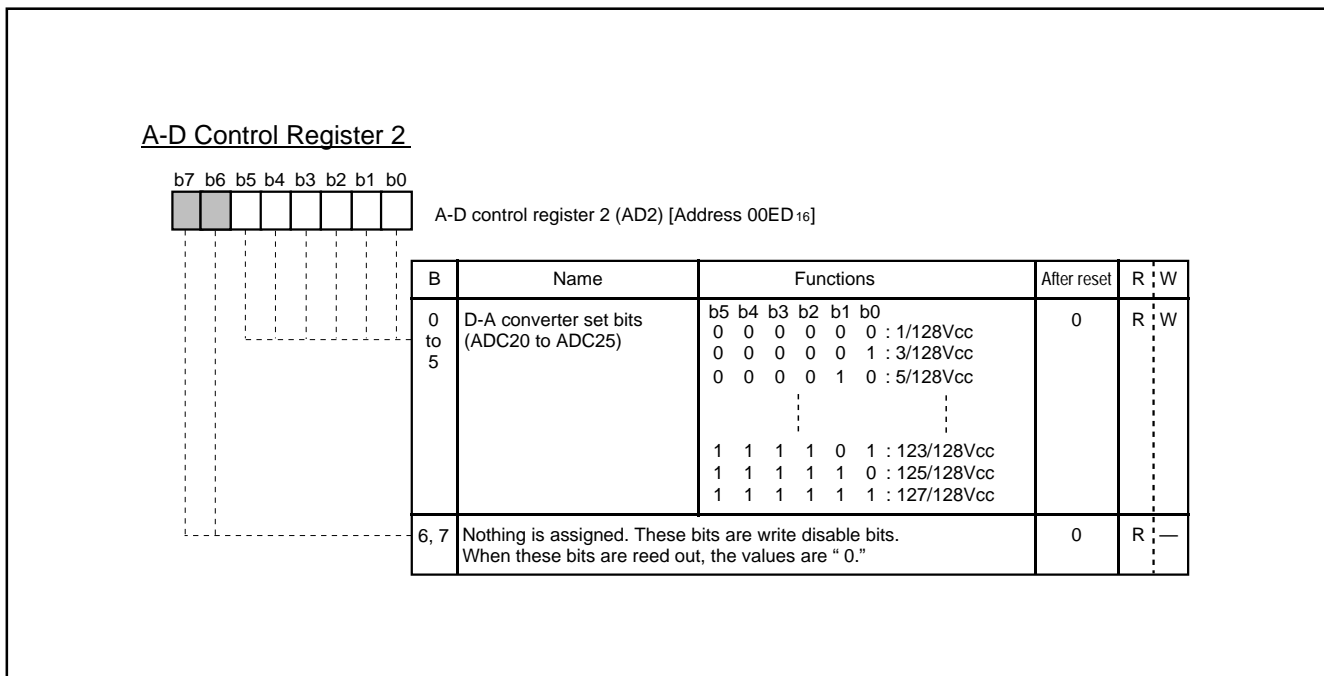 A-D Control Register 2
b7 b6 b5 b4 b3 b2 b1 b0
A-D control register 2 (AD2) [Address 00ED16]
B Name Functions After reset R W
0 to 5
D-A converter set bits
(ADC20 to ADC25)
b5 b4 b3 b2 b1 b0
0 0 0 0 0 0 : 1/128Vcc
0 0 0 0 0 1 : 3/128Vcc
0 0 0 0 1 0 : 5/128Vcc
1 1 1 1 0 1 : 123/128Vcc
1 1 1 1 1 0 : 125/128Vcc
1 1 1 1 1 1 : 127/128Vcc
0 R W
6, 7 Nothing is assigned. These bits are write disable bits.
When these bits are reed out, the values are “ 0.”
0 R —